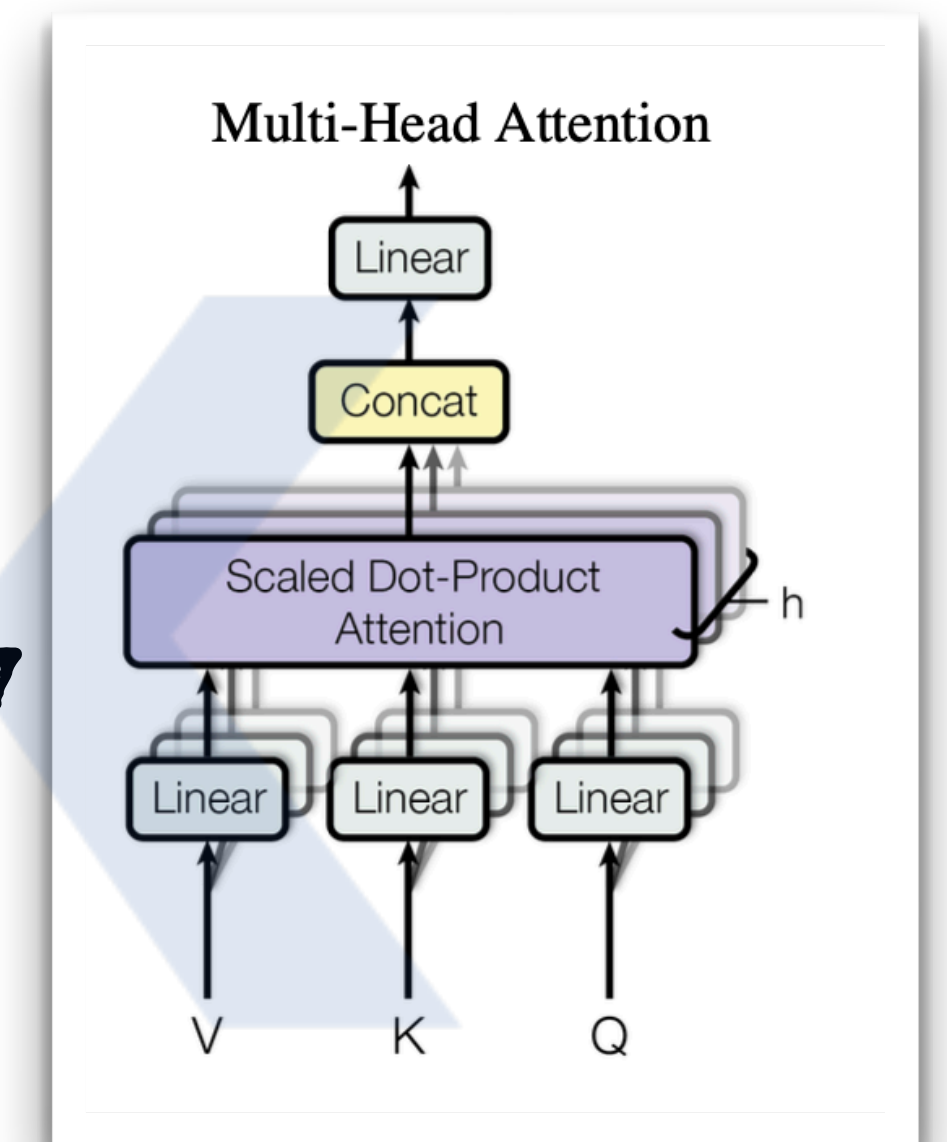 Multi-Head Attention
Linear
Concat
Scaled Dot-Product
Attention
h
Linear
Linear
Linear
V
K
Q